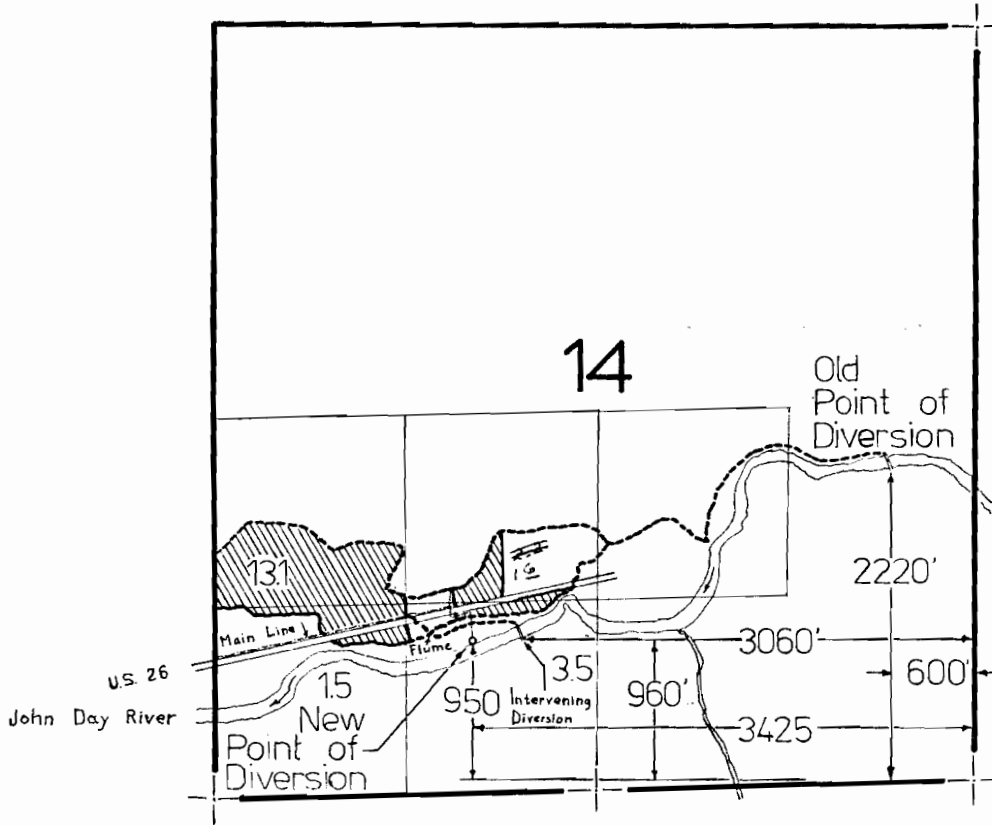 14
Old
Point of
Diversion
13.1
16
2220'
Main Line
Flume
3060'
U.S. 26
3.5
600'
1.5
950
Intervening
Diversion
960'
John Day River
New
Point of
Diversion
3425